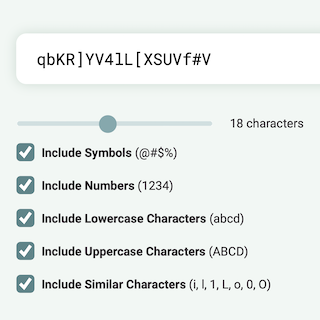 qbKR]YV4lL[XSUVf#V
18 characters
Include Symbols (@#$%)
Include Numbers (1234)
Include Lowercase Characters (abcd)
Include Uppercase Characters (ABCD)
Include Similar Characters (i, l, 1, L, o, 0, O)